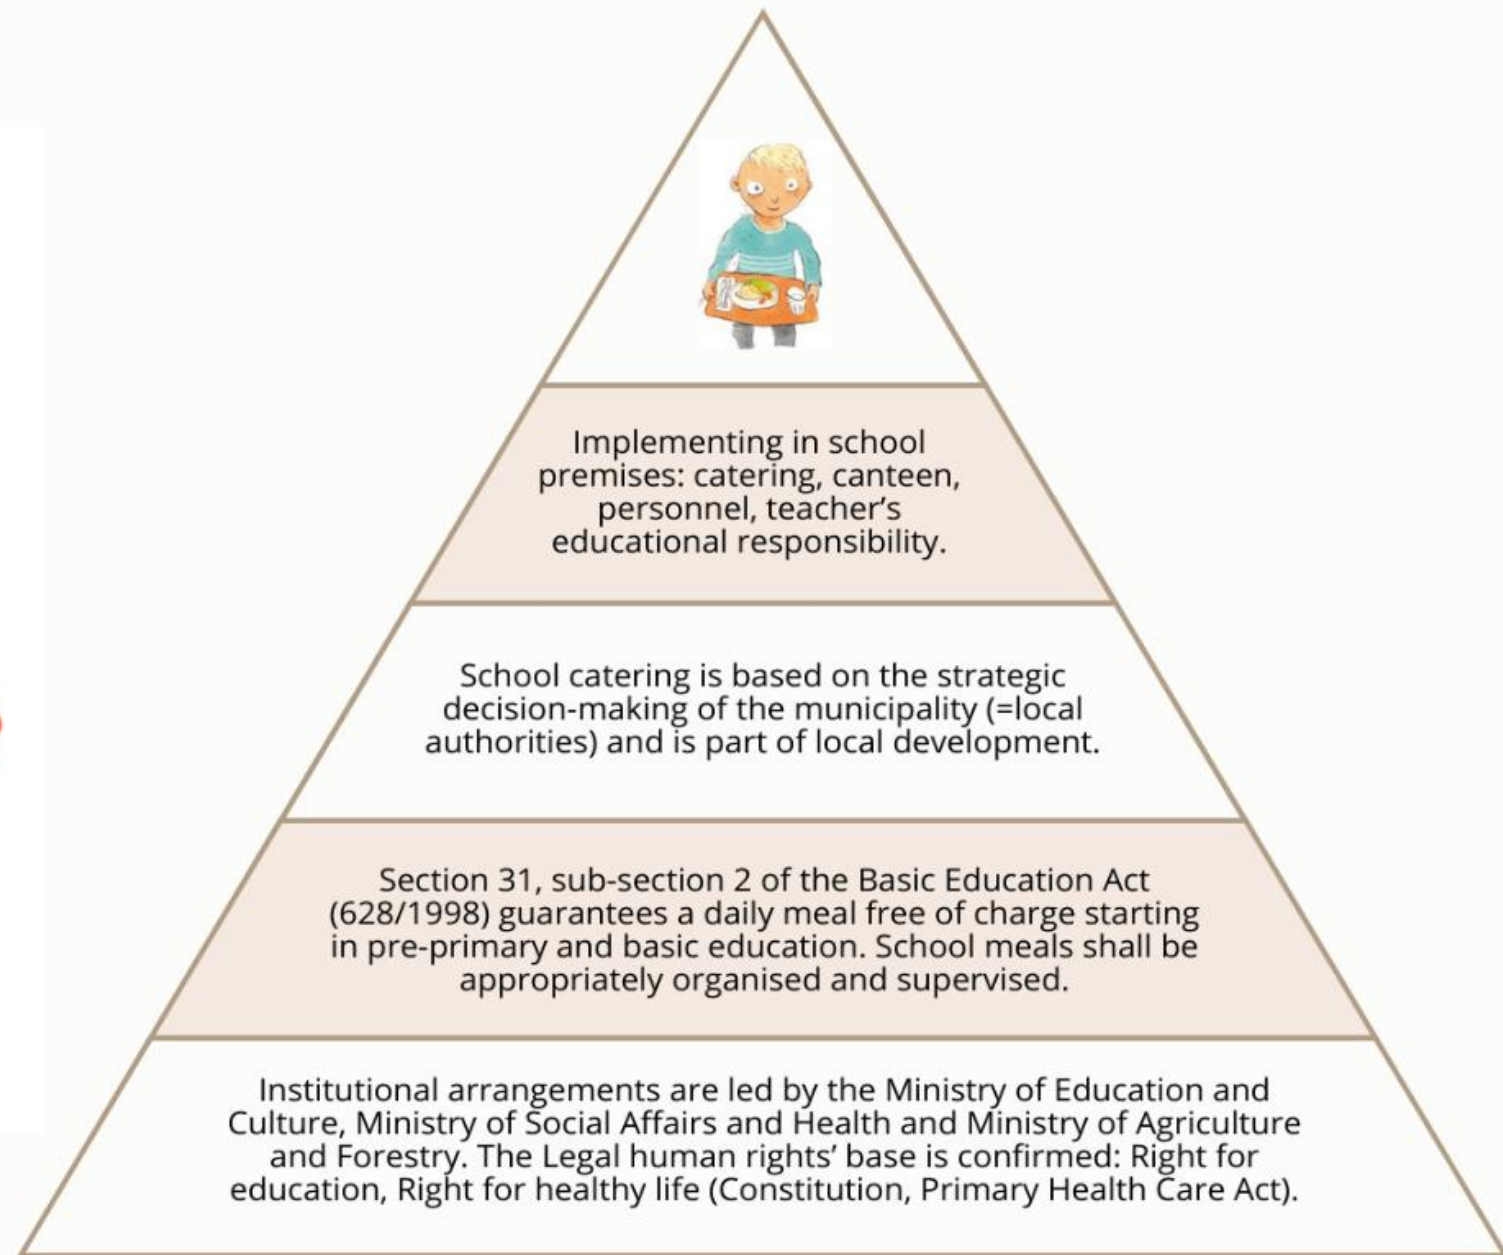 Implementing in school
premises: catering, canteen,
personnel, teacher’s
educational responsibility.
School catering is based on the strategic
decision-making of the municipality (=local
authorities) and is part of local development.
Section 31, sub-section 2 of the Basic Education Act
(628/1998) guarantees a daily meal free of charge starting
in pre-primary and basic education. School meals shall be
appropriately organised and supervised.
Institutional arrangements are led by the Ministry of Education and
Culture, Ministry of Social Affairs and Health and Ministry of Agriculture
and Forestry. The Legal human rights’ base is confirmed: Right for
education, Right for healthy life (Constitution, Primary Health Care Act).